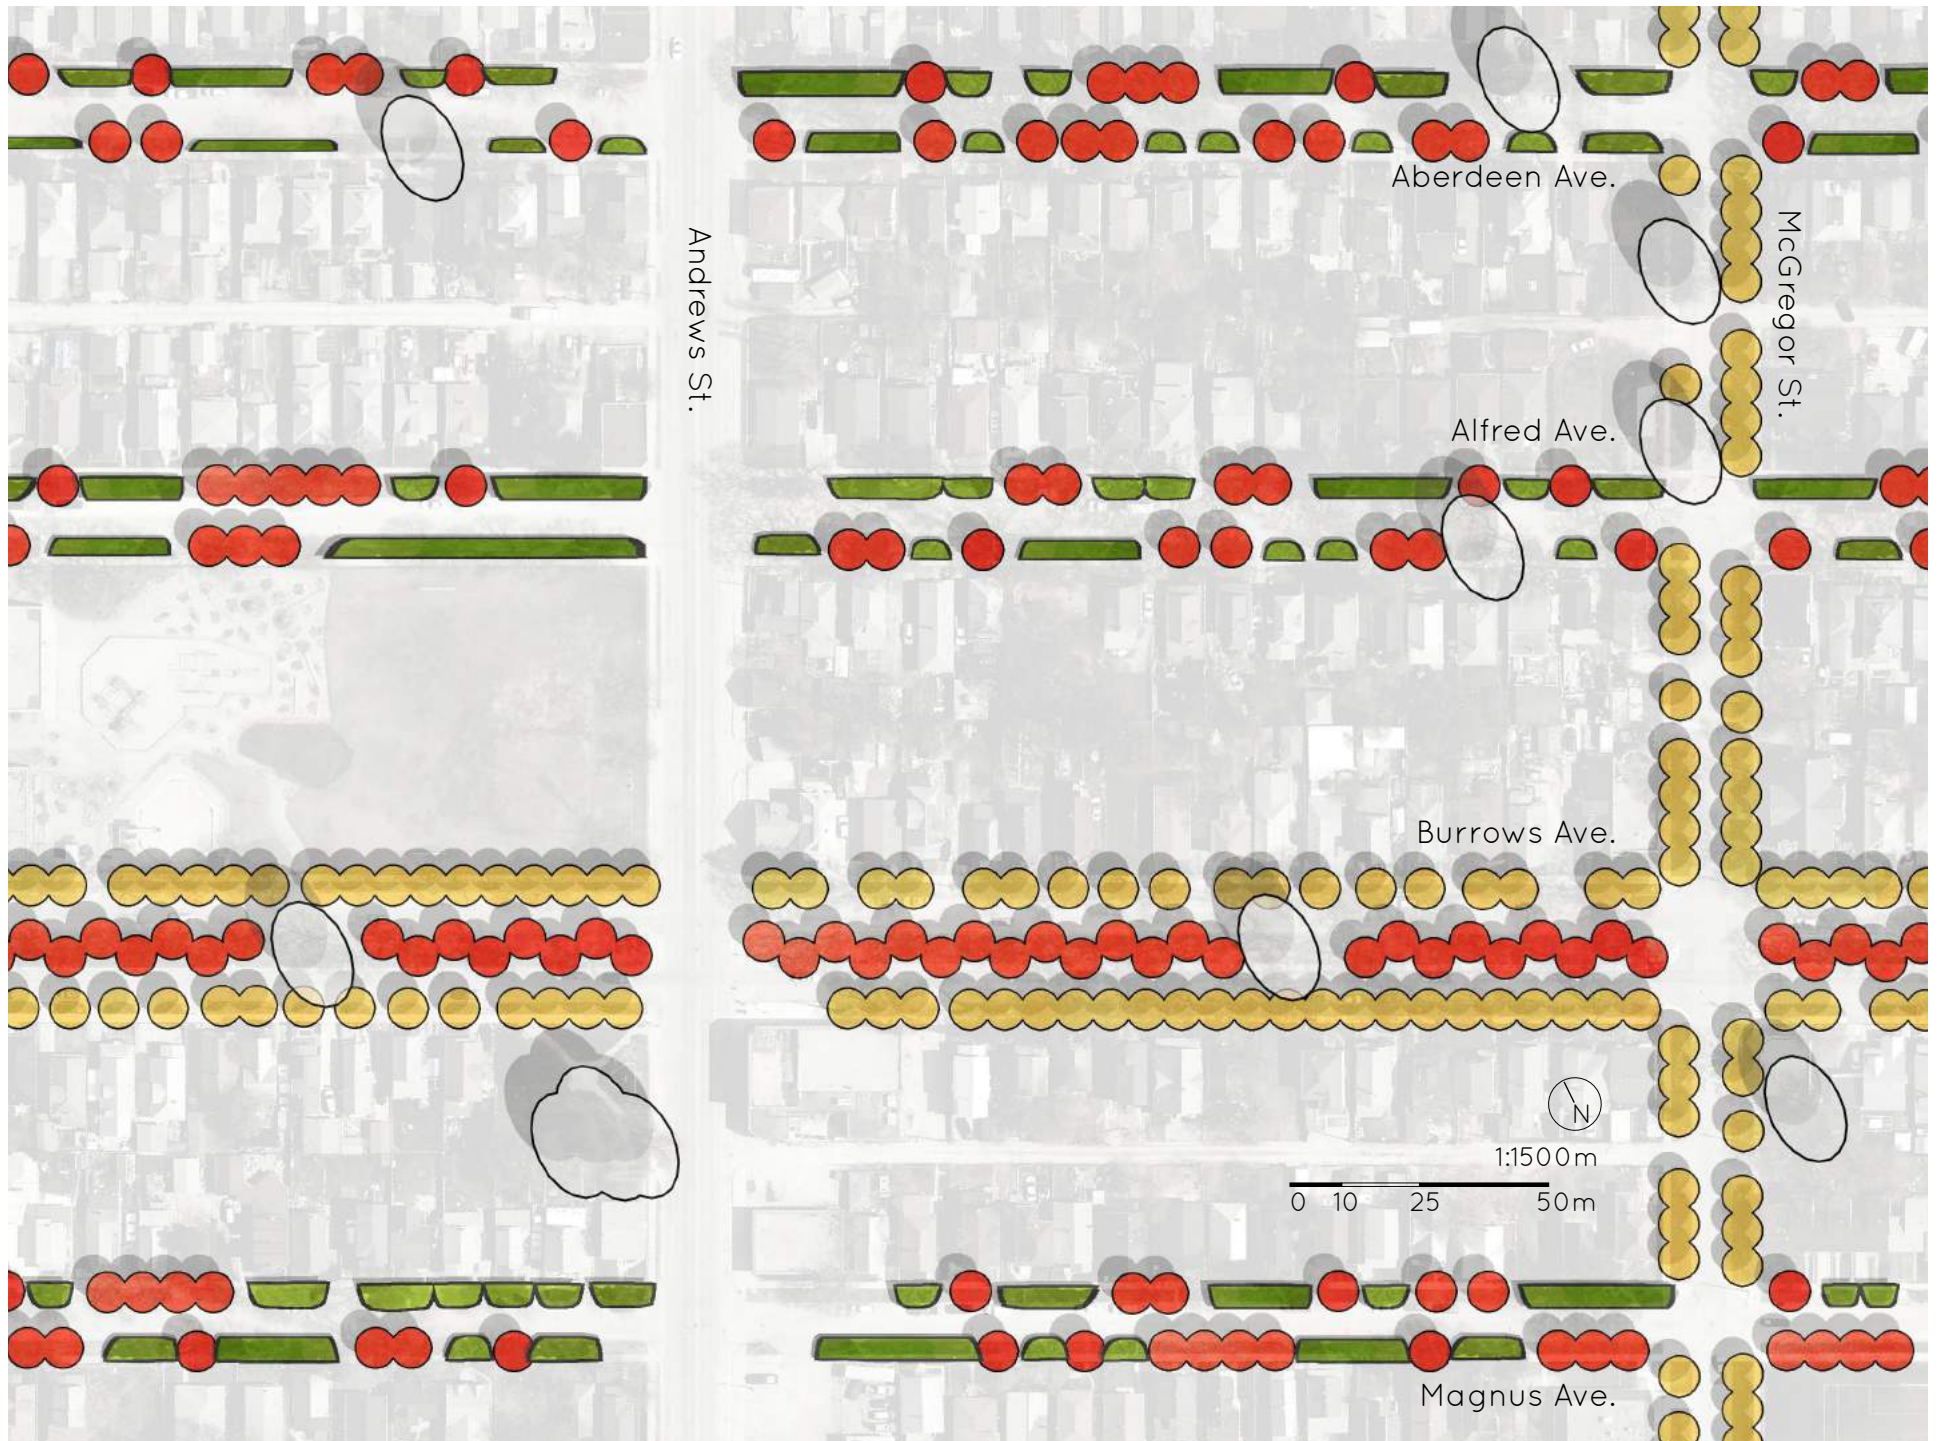 Aberdeen Ave.
Andrews St.
McGregor St.
Alfred Ave.
Burrows Ave.
N
1:1500m
0 10 25 50m
Magnus Ave.